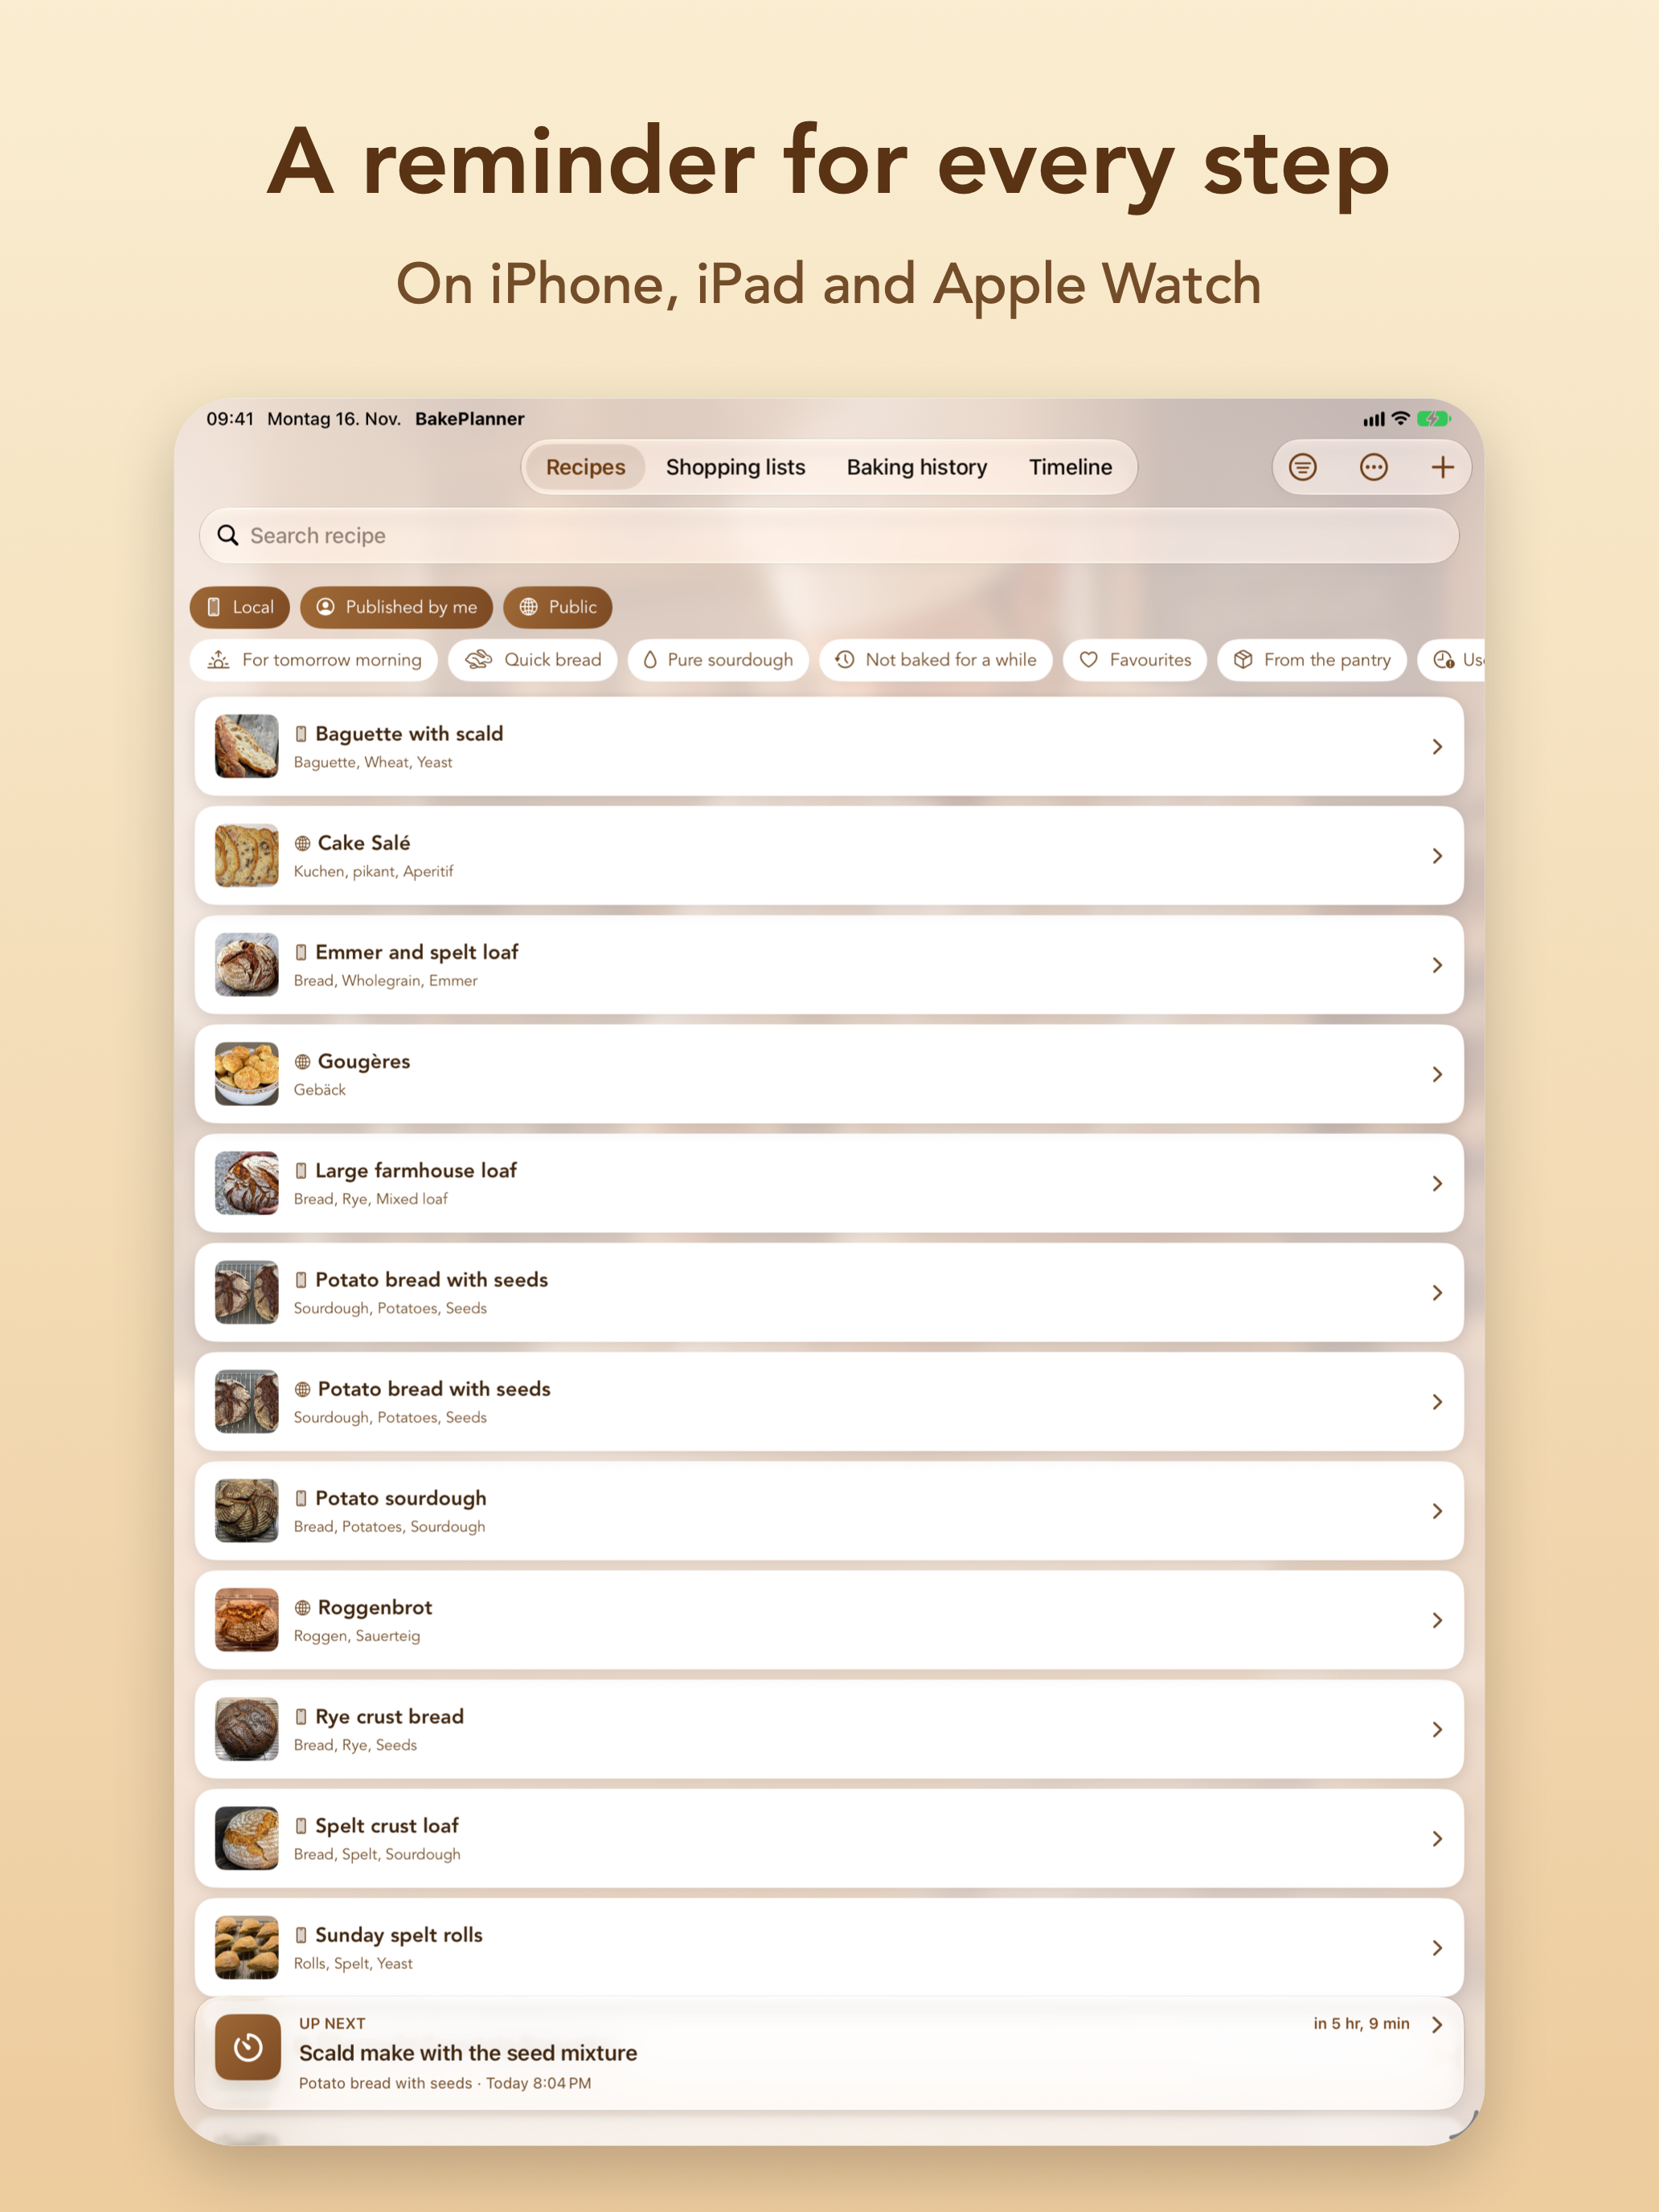 A reminder for every step
On iPhone, iPad and Apple Watch
09:41 Montag 16. Nov. BakePlanner
Recipes Shopping lists Baking history Timeline
Search recipe
Local Published by me Public
For tomorrow morning Quick bread Pure sourdough Not baked for a while Favourites From the pantry
Baguette with scald
Baguette, Wheat, Yeast
Cake Salé
Kuchen, pikant, Aperitif
Emmer and spelt loaf
Bread, Wholegrain, Emmer
Gougères
Gebäck
Large farmhouse loaf
Bread, Rye, Mixed loaf
Potato bread with seeds
Sourdough, Potatoes, Seeds
Potato bread with seeds
Sourdough, Potatoes, Seeds
Potato sourdough
Bread, Potatoes, Sourdough
Roggenbrot
Roggen, Sauerteig
Rye crust bread
Bread, Rye, Seeds
Spelt crust loaf
Bread, Spelt, Sourdough
Sunday spelt rolls
Rolls, Spelt, Yeast
UP NEXT in 5 hr, 9 min
Scald make with the seed mixture
Potato bread with seeds · Today 8:04 PM